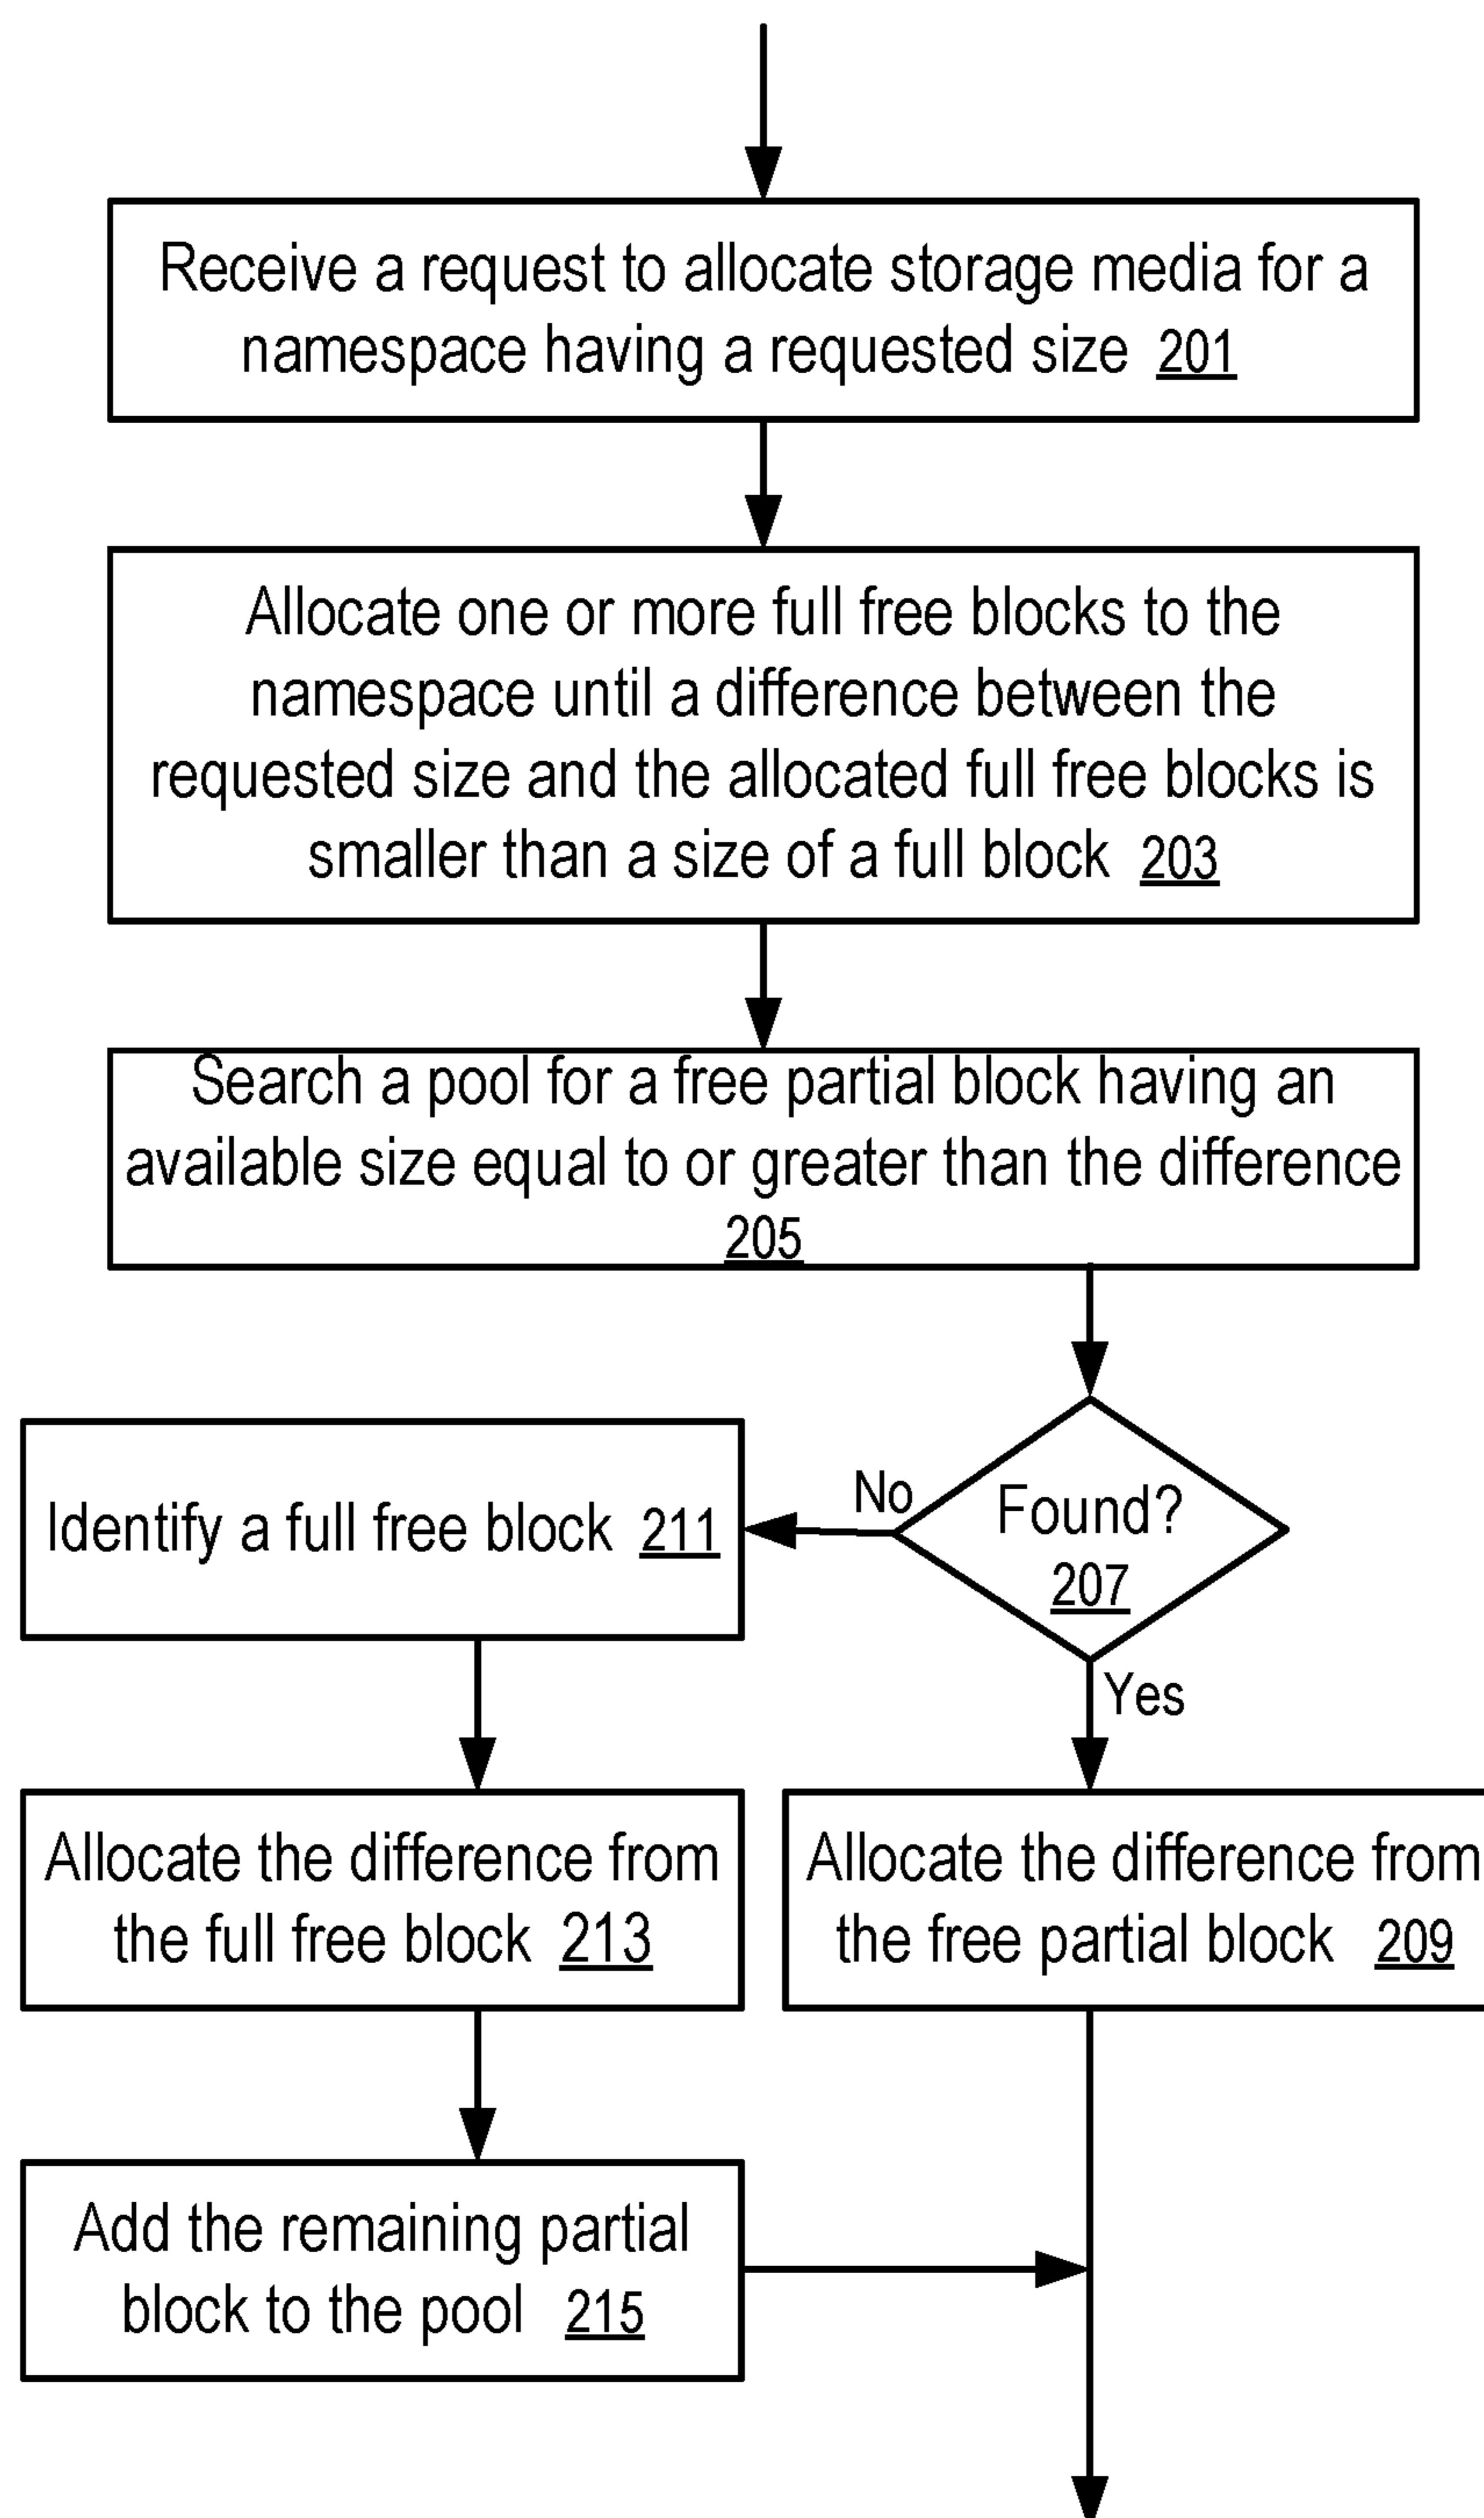 Receive a request to allocate storage media for a
namespace having a requested size 201
Allocate one or more full free blocks to the
namespace until a difference between the
requested size and the allocated full free blocks is
smaller than a size of a full block 203
Search a pool for a free partial block having an
available size equal to or greater than the difference
205
No
Found?
207
Identify a full free block 211
Yes
Allocate the difference from
the full free block 213
Allocate the difference from
the free partial block 209
Add the remaining partial
block to the pool 215